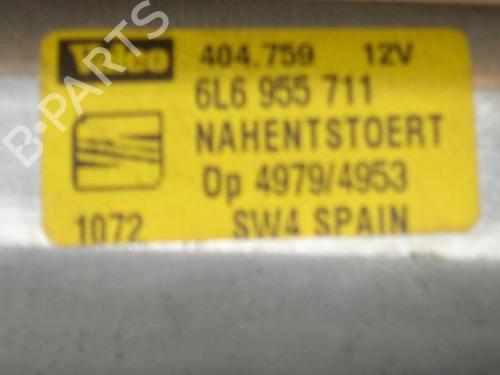 Valeo 404.759 12V
6L6 955 711
NAHENTSTOERT
Op 4979/4953
1072 SW4 SPAIN
B-PARTS